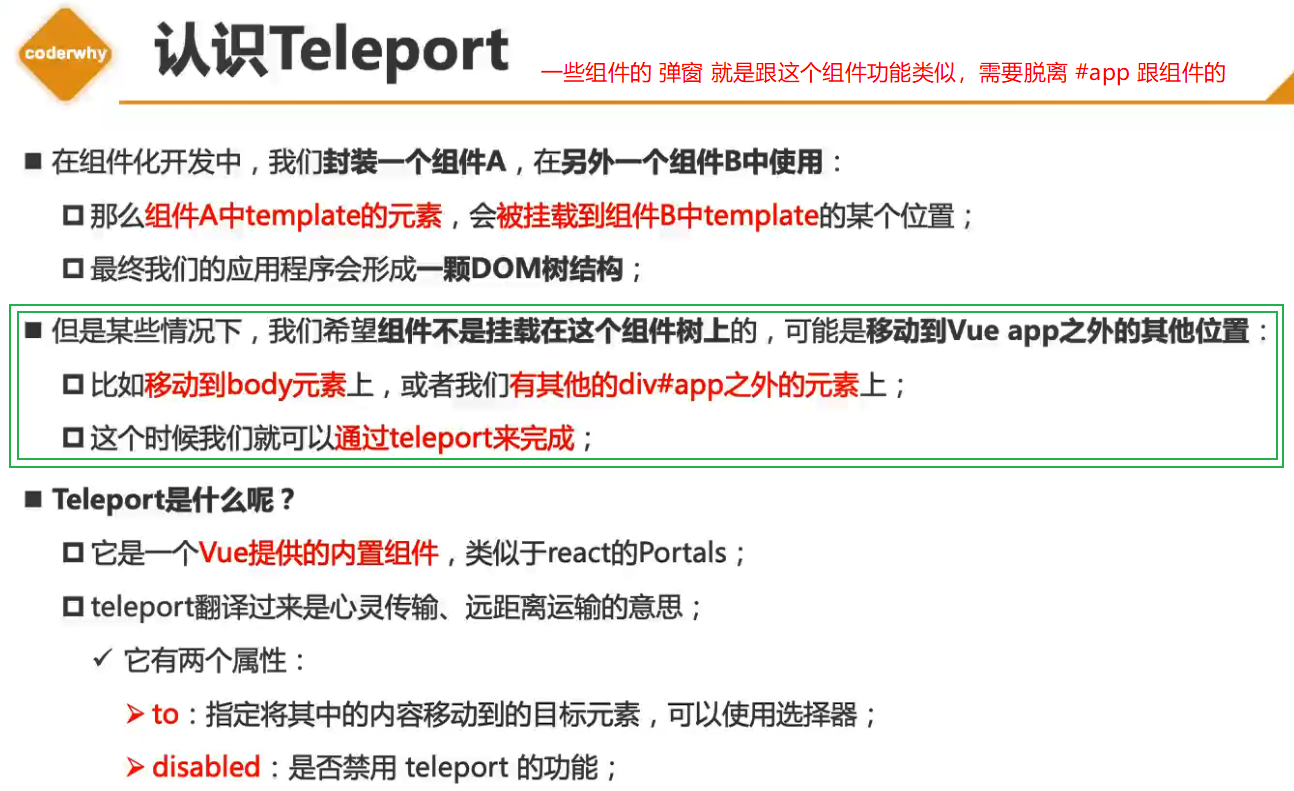 coderwhy
认识Teleport
一些组件的 弹窗 就是跟这个组件功能类似，需要脱离 #app 跟组件的
■ 在组件化开发中，我们封装一个组件A，在另外一个组件B中使用：
那么组件A中template的元素，会被挂载到组件B中template的某个位置；
最终我们的应用程序会形成一颗DOM树结构；
■ 但是某些情况下，我们希望组件不是挂载在这个组件树上的，可能是移动到Vue app之外的其他位置：
比如移动到body元素上，或者我们有其他的div#app之外的元素上；
这个时候我们就可以通过teleport来完成；
■ Teleport是什么呢？
它是一个Vue提供的内置组件，类似于react的Portals；
teleport翻译过来是心灵传输、远距离运输的意思；
✓ 它有两个属性：
➢ to：指定将其中的内容移动到的目标元素，可以使用选择器；
➢ disabled：是否禁用 teleport 的功能；